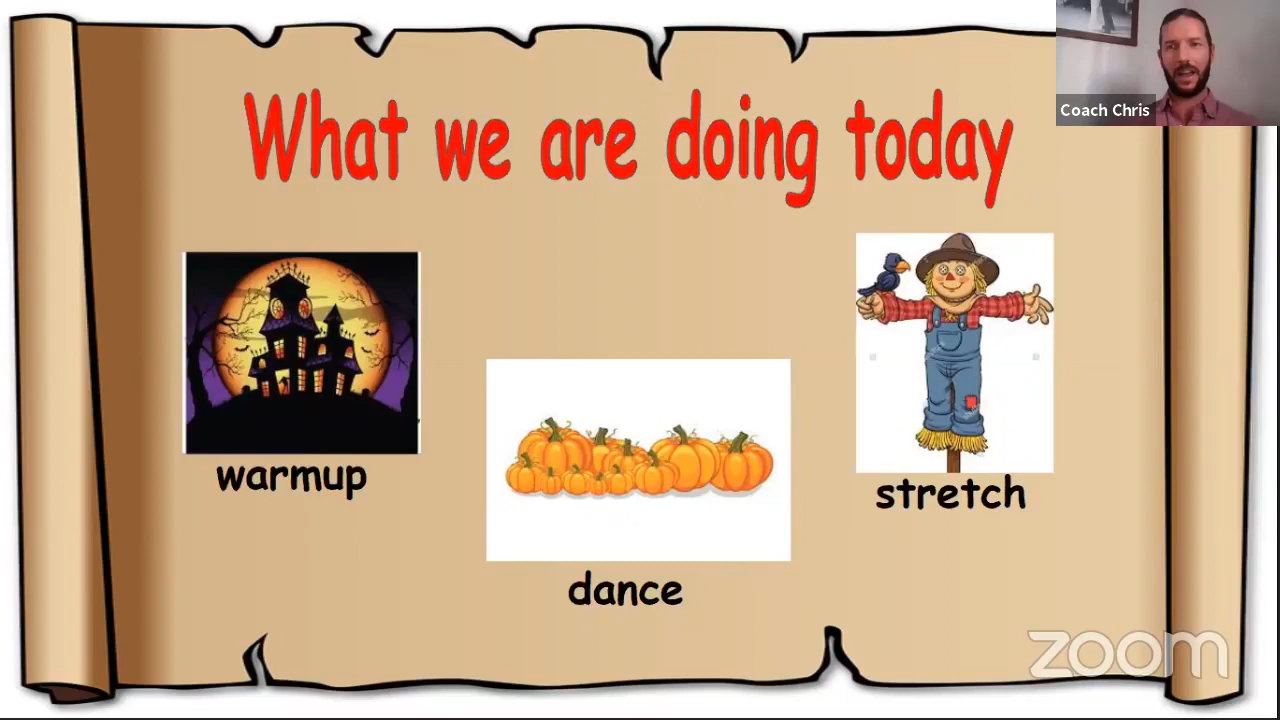 Coach Chris
What we are doing today
warmup
dance
stretch
zoom